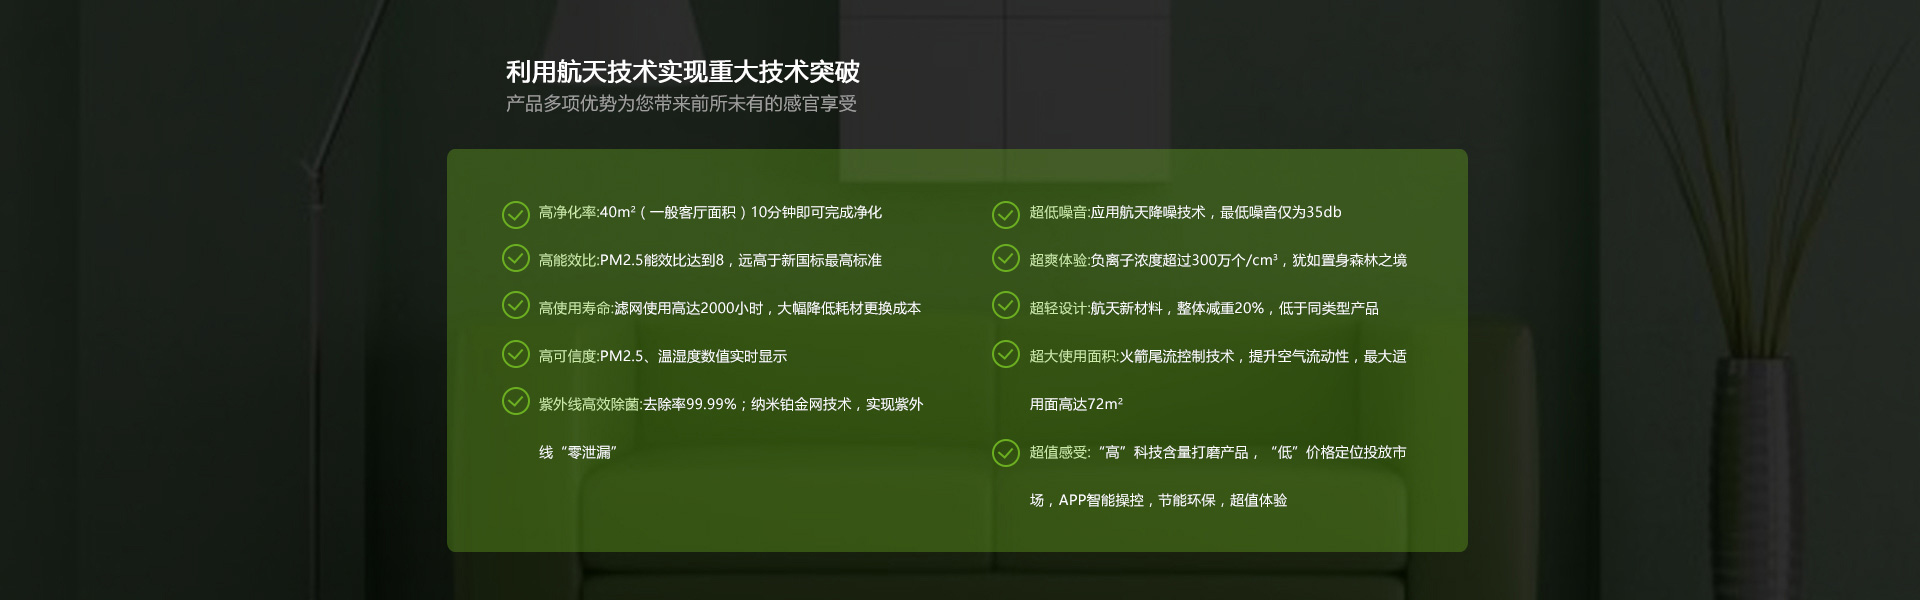 利用航天技术实现重大技术突破
产品多项优势为您带来前所未有的感官享受
高净化率:40m²（一般客厅面积）10分钟即可完成净化
高能效比:PM2.5能效比达到8，远高于新国标最高标准
高使用寿命:滤网使用高达2000小时，大幅降低耗材更换成本
高可信度:PM2.5、温湿度数值实时显示
紫外线高效除菌:去除率99.99%；纳米铂金网技术，实现紫外
线“零泄漏”
超低噪音:应用航天降噪技术，最低噪音仅为35db
超爽体验:负离子浓度超过300万个/cm³，犹如置身森林之境
超轻设计:航天新材料，整体减重20%，低于同类型产品
超大使用面积:火箭尾流控制技术，提升空气流动性，最大适
用面高达72m²
超值感受:“高”科技含量打磨产品，“低”价格定位投放市
场，APP智能操控，节能环保，超值体验